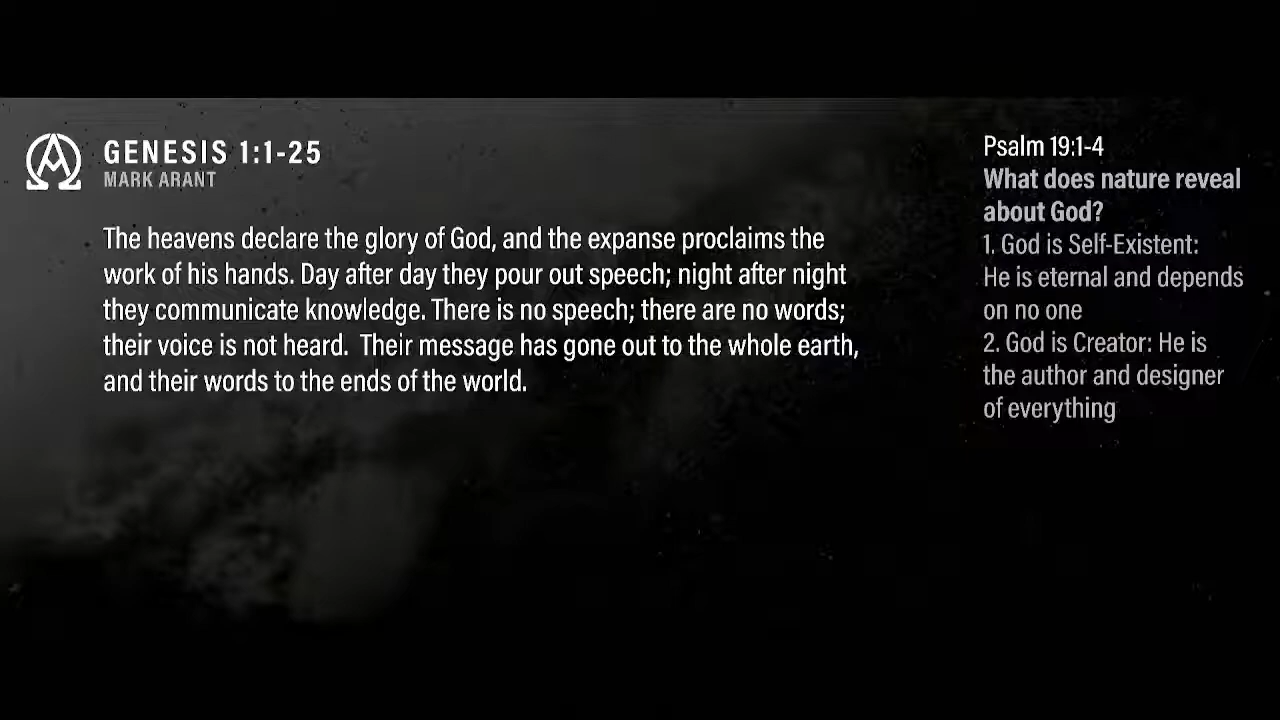 GENESIS 1:1-25
MARK ARANT
The heavens declare the glory of God, and the expanse proclaims the
work of his hands. Day after day they pour out speech; night after night
they communicate knowledge. There is no speech; there are no words;
their voice is not heard.  Their message has gone out to the whole earth,
and their words to the ends of the world.
Psalm 19:1-4
What does nature reveal
about God?
1. God is Self-Existent:
He is eternal and depends
on no one
2. God is Creator: He is
the author and designer
of everything